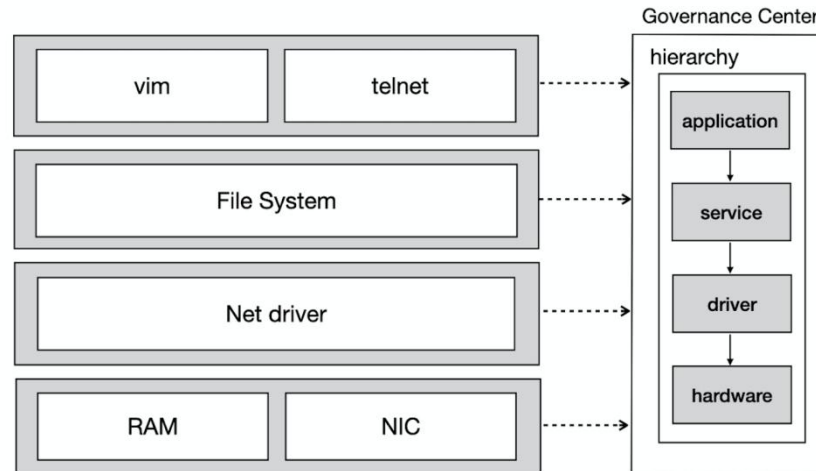 Governance Center
hierarchy
vim
telnet
application
File System
service
Net driver
driver
RAM
NIC
hardware